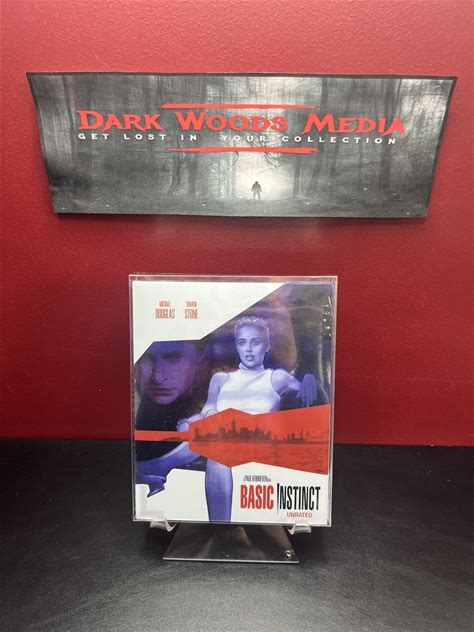 DARK WOODS MEDIA
GET LOST IN YOUR COLLECTION
MICHAEL SHARON
DOUGLAS STONE
A PAUL VERHOEVEN FILM
BASIC INSTINCT
UNRATED